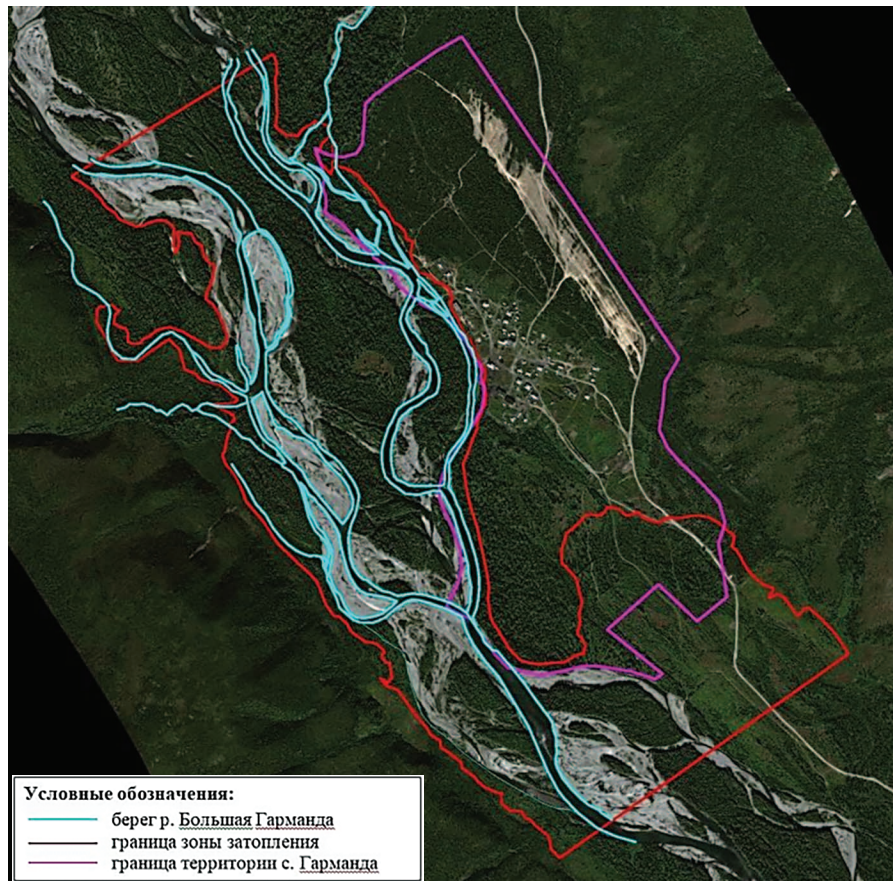 Условные обозначения:
берег р. Большая Гарманда
граница зоны затопления
граница территории с. Гарманда